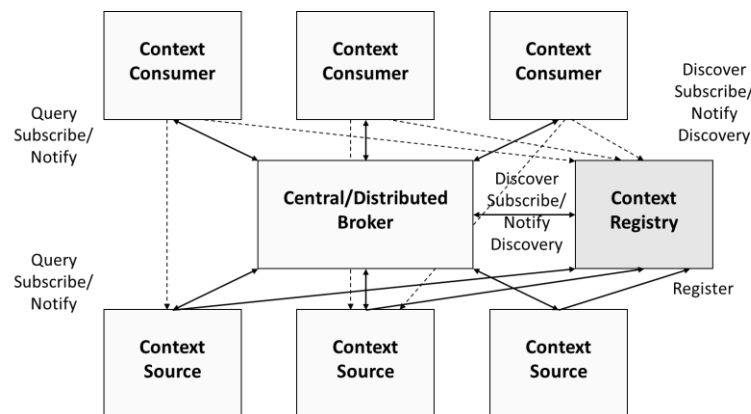 Context
Consumer
Context
Consumer
Context
Consumer
Discover
Subscribe/
Notify
Discovery
Query
Subscribe/
Notify
Central/Distributed
Broker
Discover
Subscribe/
Notify
Discovery
Context
Registry
Query
Subscribe/
Notify
Register
Context
Source
Context
Source
Context
Source